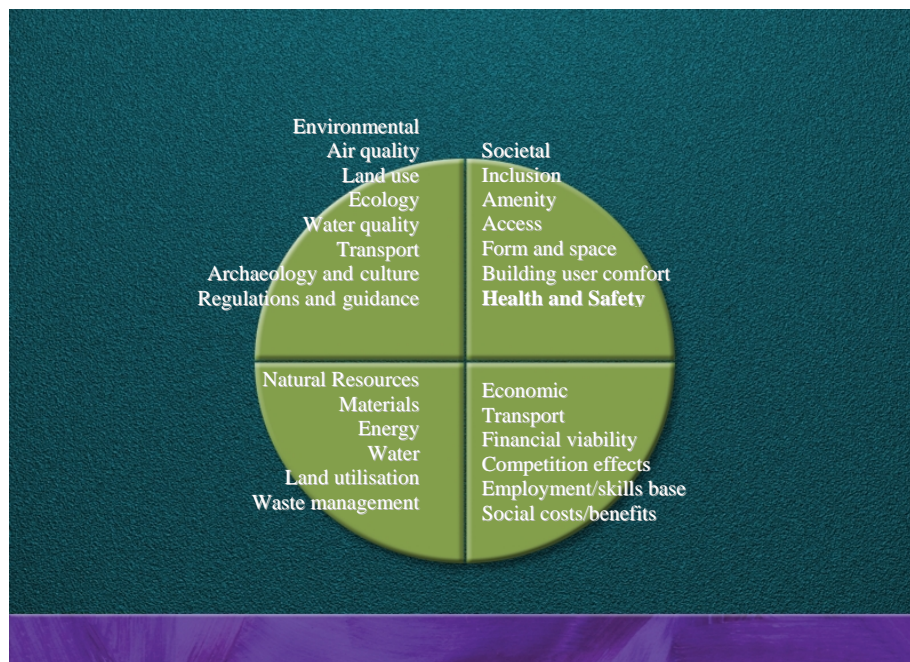 Environmental
Air quality
Land use
Ecology
Water quality
Transport
Archaeology and culture
Regulations and guidance
Societal
Inclusion
Amenity
Access
Form and space
Building user comfort
Health and Safety
Natural Resources
Materials
Energy
Water
Land utilisation
Waste management
Economic
Transport
Financial viability
Competition effects
Employment/skills base
Social costs/benefits